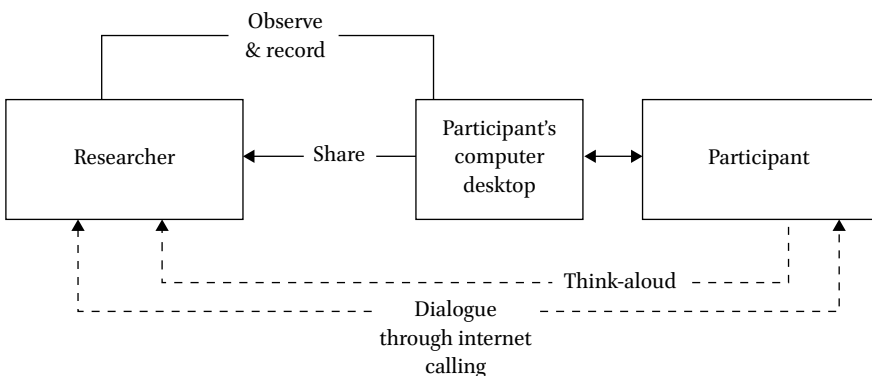 Observe
& record
Researcher
Share
Participant’s
computer
desktop
Participant
Think-aloud
Dialogue
through internet
calling